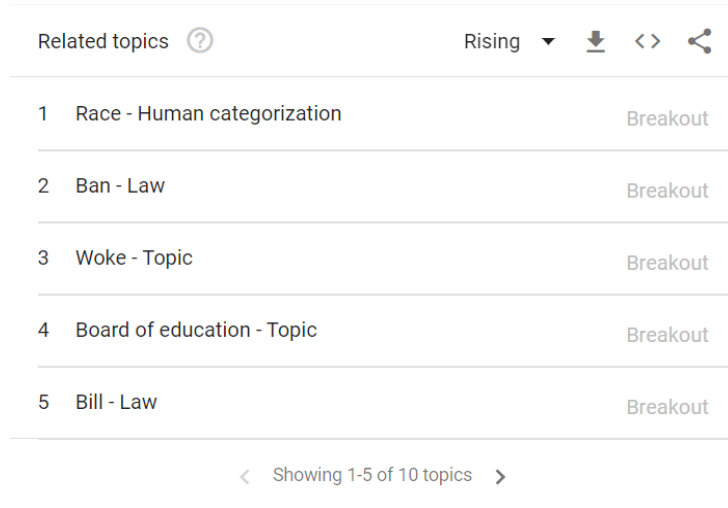 Related topics ? Rising
1 Race - Human categorization Breakout
2 Ban - Law Breakout
3 Woke - Topic Breakout
4 Board of education - Topic Breakout
5 Bill - Law Breakout
Showing 1-5 of 10 topics